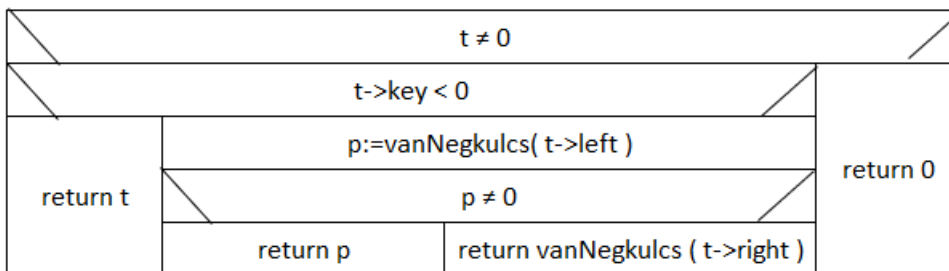 t ≠ 0
t->key < 0
p:=vanNegkulcs( t->left )
return t
p ≠ 0
return 0
return p
return vanNegkulcs ( t->right )